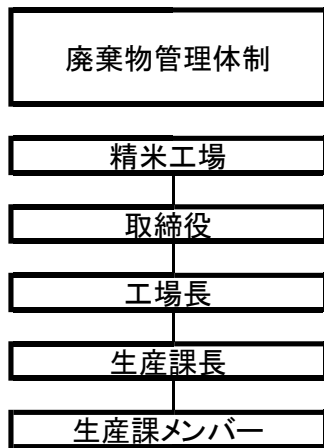 廃棄物管理体制
精米工場
取締役
工場長
生産課長
生産課メンバー